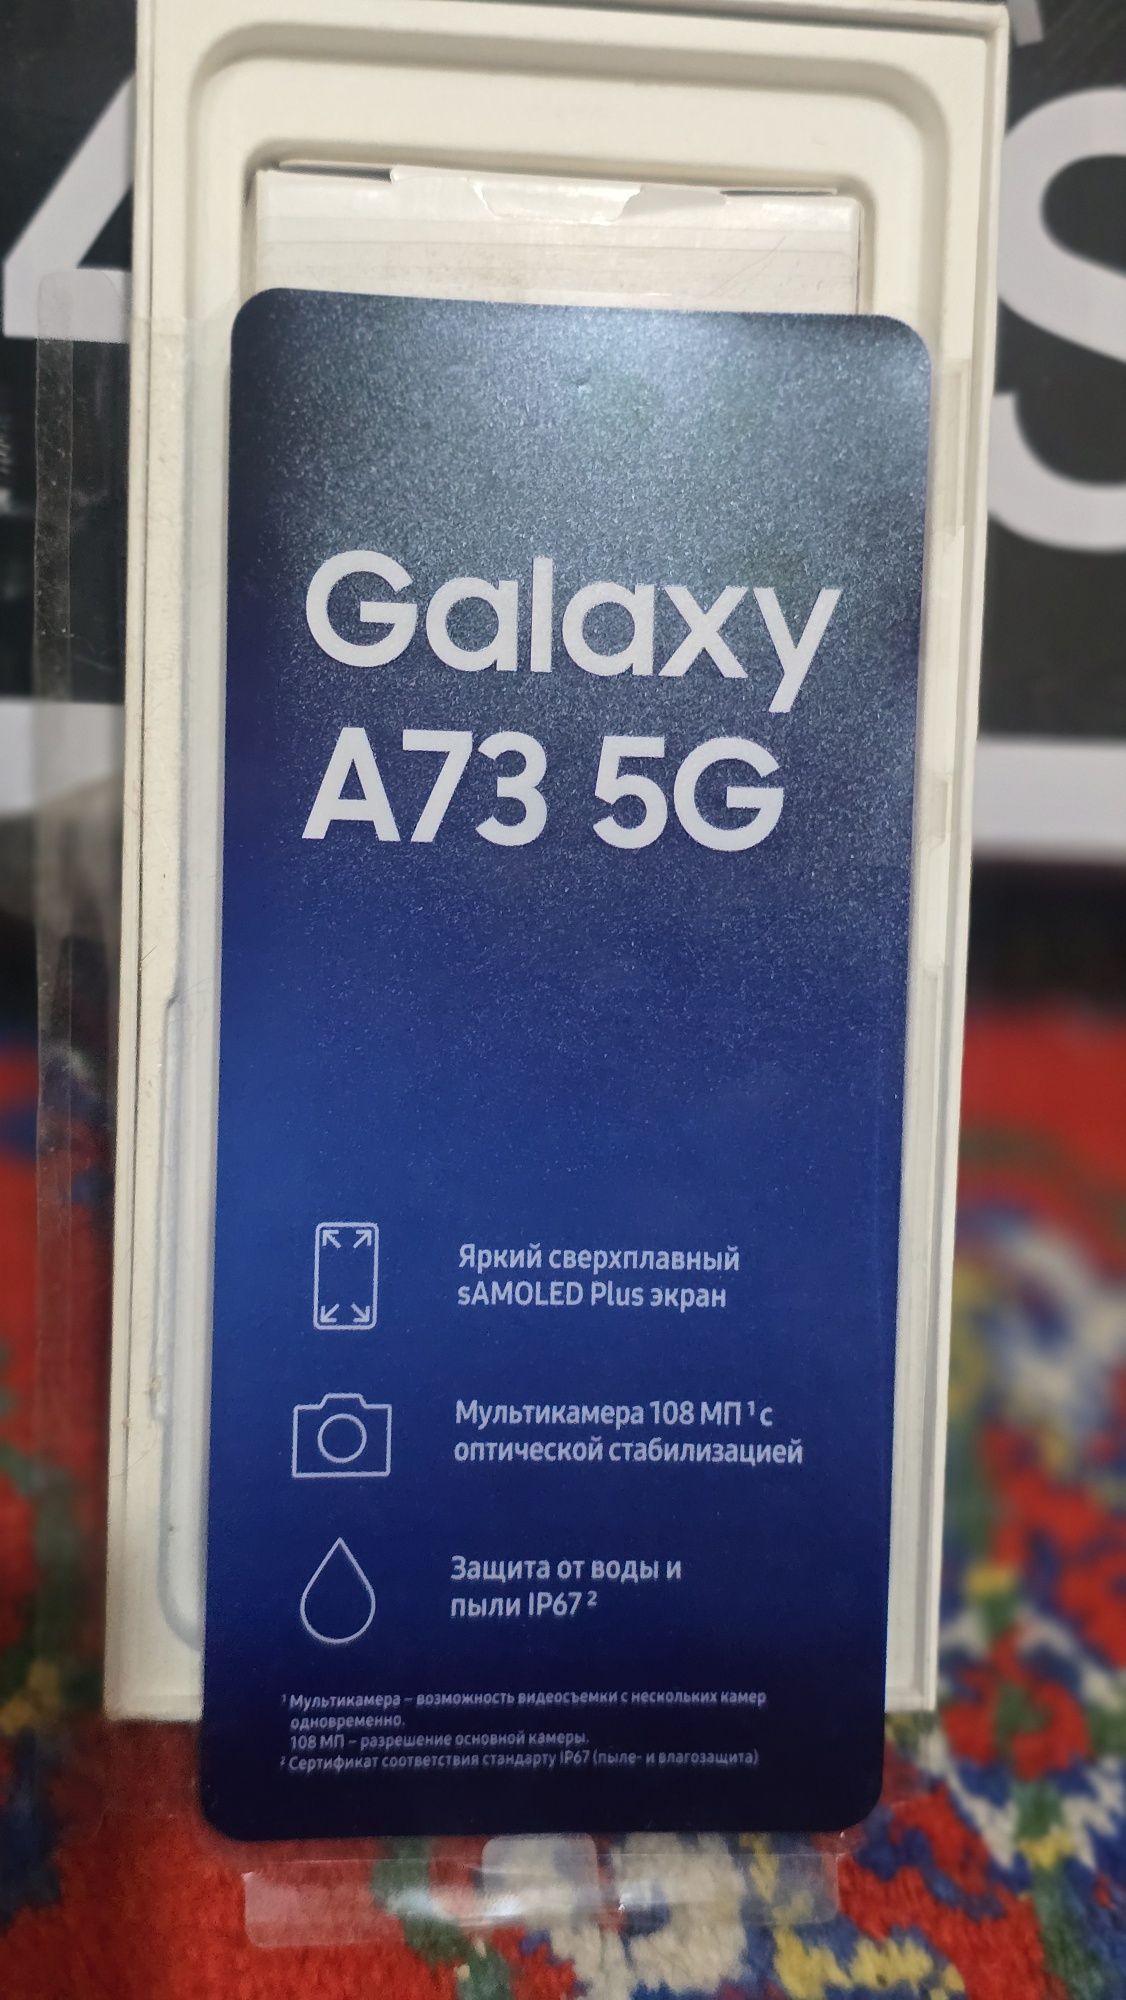 Galaxy
A73 5G
Яркий сверхплавный
sAMOLED Plus экран
Мультикамера 108 МП ¹ с
оптической стабилизацией
Защита от воды и
пыли IP67 ²
¹ Мультикамера – возможность видеосъемки с нескольких камер
одновременно.
108 МП – разрешение основной камеры.
² Сертификат соответствия стандарту IP67 (пыле- и влагозащита)